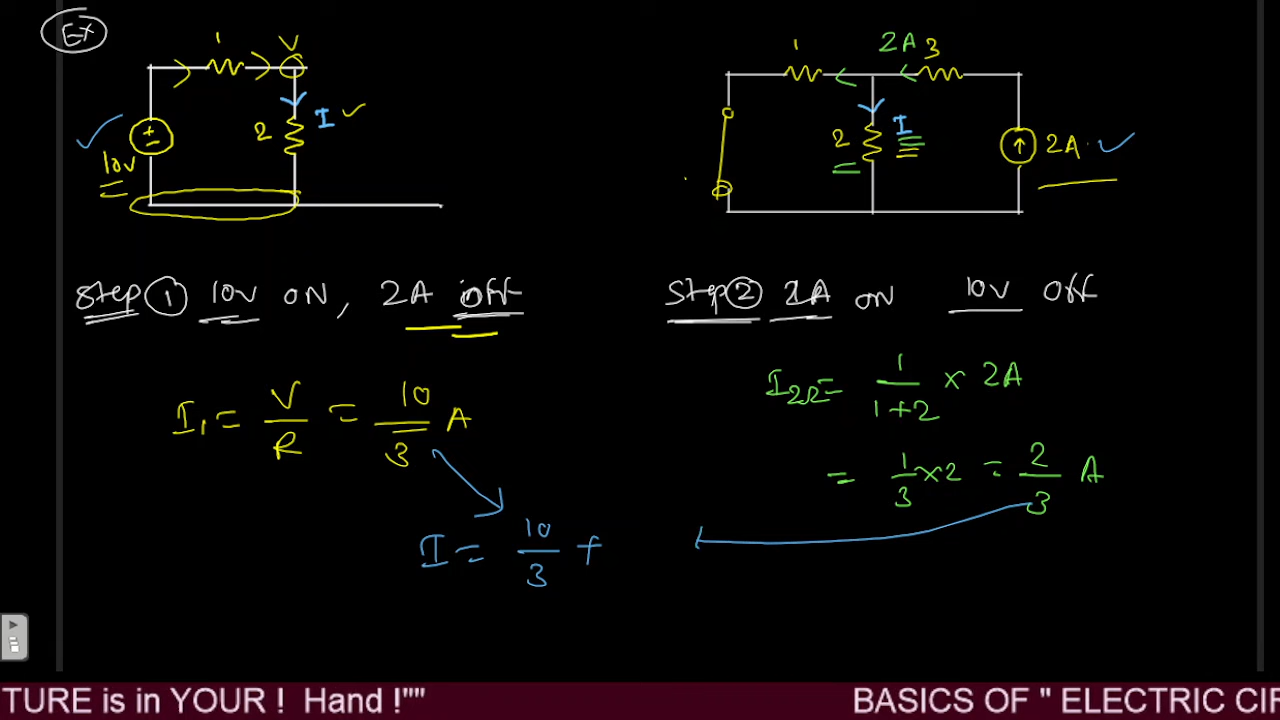 Ex
1 V
2 I
10V
1 2A 3
2 I 2A
Step ① 10V ON, 2A off
Step ② 2A on 10V Off
I₁ = V/R = 10/3 A
I2Ω = 1/(1+2) × 2A
= 1/3 × 2 = 2/3 A
I = 10/3 +
TURE is in YOUR ! Hand !"" BASICS OF " ELECTRIC CIR